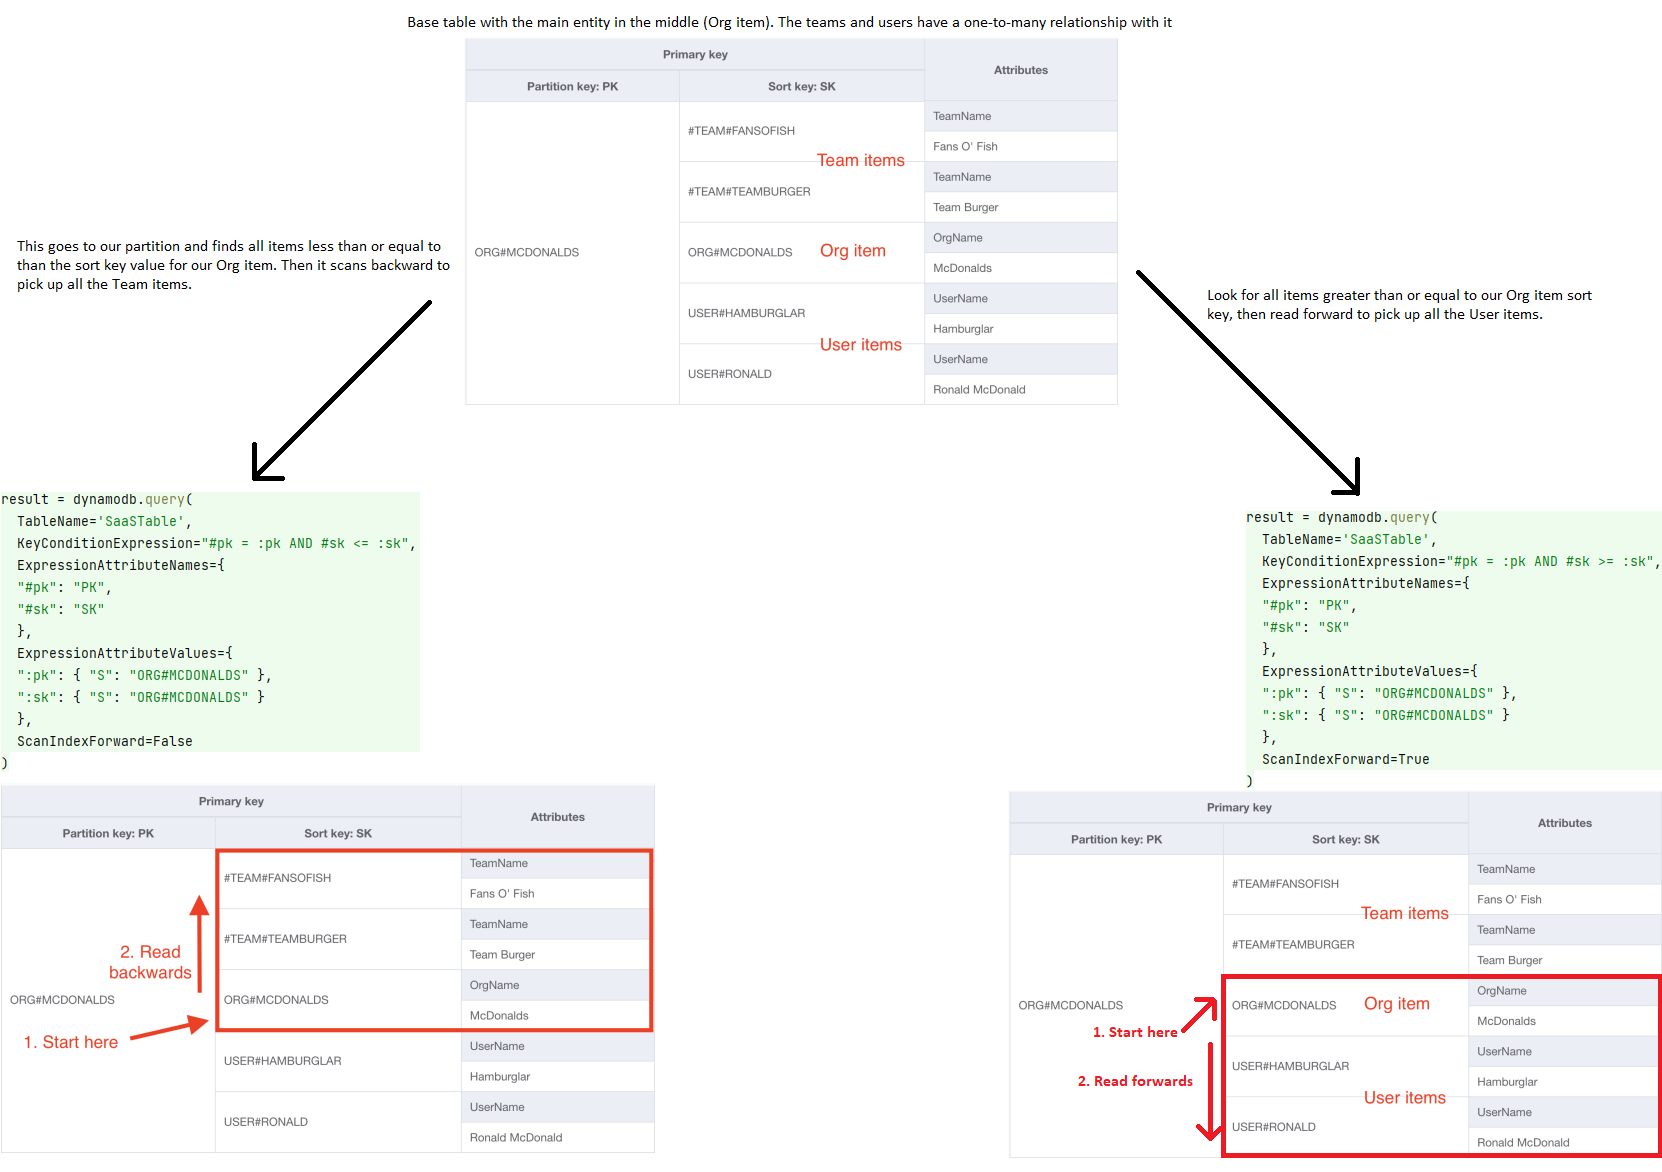 Base table with the main entity in the middle (Org item). The teams and users have a one-to-many relationship with it
Primary key
Attributes
Partition key: PK
Sort key: SK
ORG#MCDONALDS
#TEAM#FANSOFISH
TeamName
Fans O' Fish
Team items
#TEAM#TEAMBURGER
TeamName
Team Burger
ORG#MCDONALDS
Org item
OrgName
McDonalds
USER#HAMBURGLAR
UserName
Hamburglar
User items
USER#RONALD
UserName
Ronald McDonald
This goes to our partition and finds all items less than or equal to
than the sort key value for our Org item. Then it scans backward to
pick up all the Team items.
Look for all items greater than or equal to our Org item sort
key, then read forward to pick up all the User items.
result = dynamodb.query(
TableName='SaaSTable',
KeyConditionExpression="#pk = :pk AND #sk <= :sk",
ExpressionAttributeNames={
"#pk": "PK",
"#sk": "SK"
},
ExpressionAttributeValues={
":pk": { "S": "ORG#MCDONALDS" },
":sk": { "S": "ORG#MCDONALDS" }
},
ScanIndexForward=False
)
result = dynamodb.query(
TableName='SaaSTable',
KeyConditionExpression="#pk = :pk AND #sk >= :sk",
ExpressionAttributeNames={
"#pk": "PK",
"#sk": "SK"
},
ExpressionAttributeValues={
":pk": { "S": "ORG#MCDONALDS" },
":sk": { "S": "ORG#MCDONALDS" }
},
ScanIndexForward=True
)
Primary key
Attributes
Partition key: PK
Sort key: SK
#TEAM#FANSOFISH
TeamName
Fans O' Fish
#TEAM#TEAMBURGER
TeamName
Team Burger
2. Read
backwards
ORG#MCDONALDS
ORG#MCDONALDS
OrgName
McDonalds
1. Start here
USER#HAMBURGLAR
UserName
Hamburglar
USER#RONALD
UserName
Ronald McDonald
Primary key
Attributes
Partition key: PK
Sort key: SK
#TEAM#FANSOFISH
TeamName
Fans O' Fish
Team items
#TEAM#TEAMBURGER
TeamName
Team Burger
ORG#MCDONALDS
ORG#MCDONALDS
Org item
OrgName
McDonalds
1. Start here
USER#HAMBURGLAR
UserName
Hamburglar
2. Read forwards
User items
USER#RONALD
UserName
Ronald McDonald